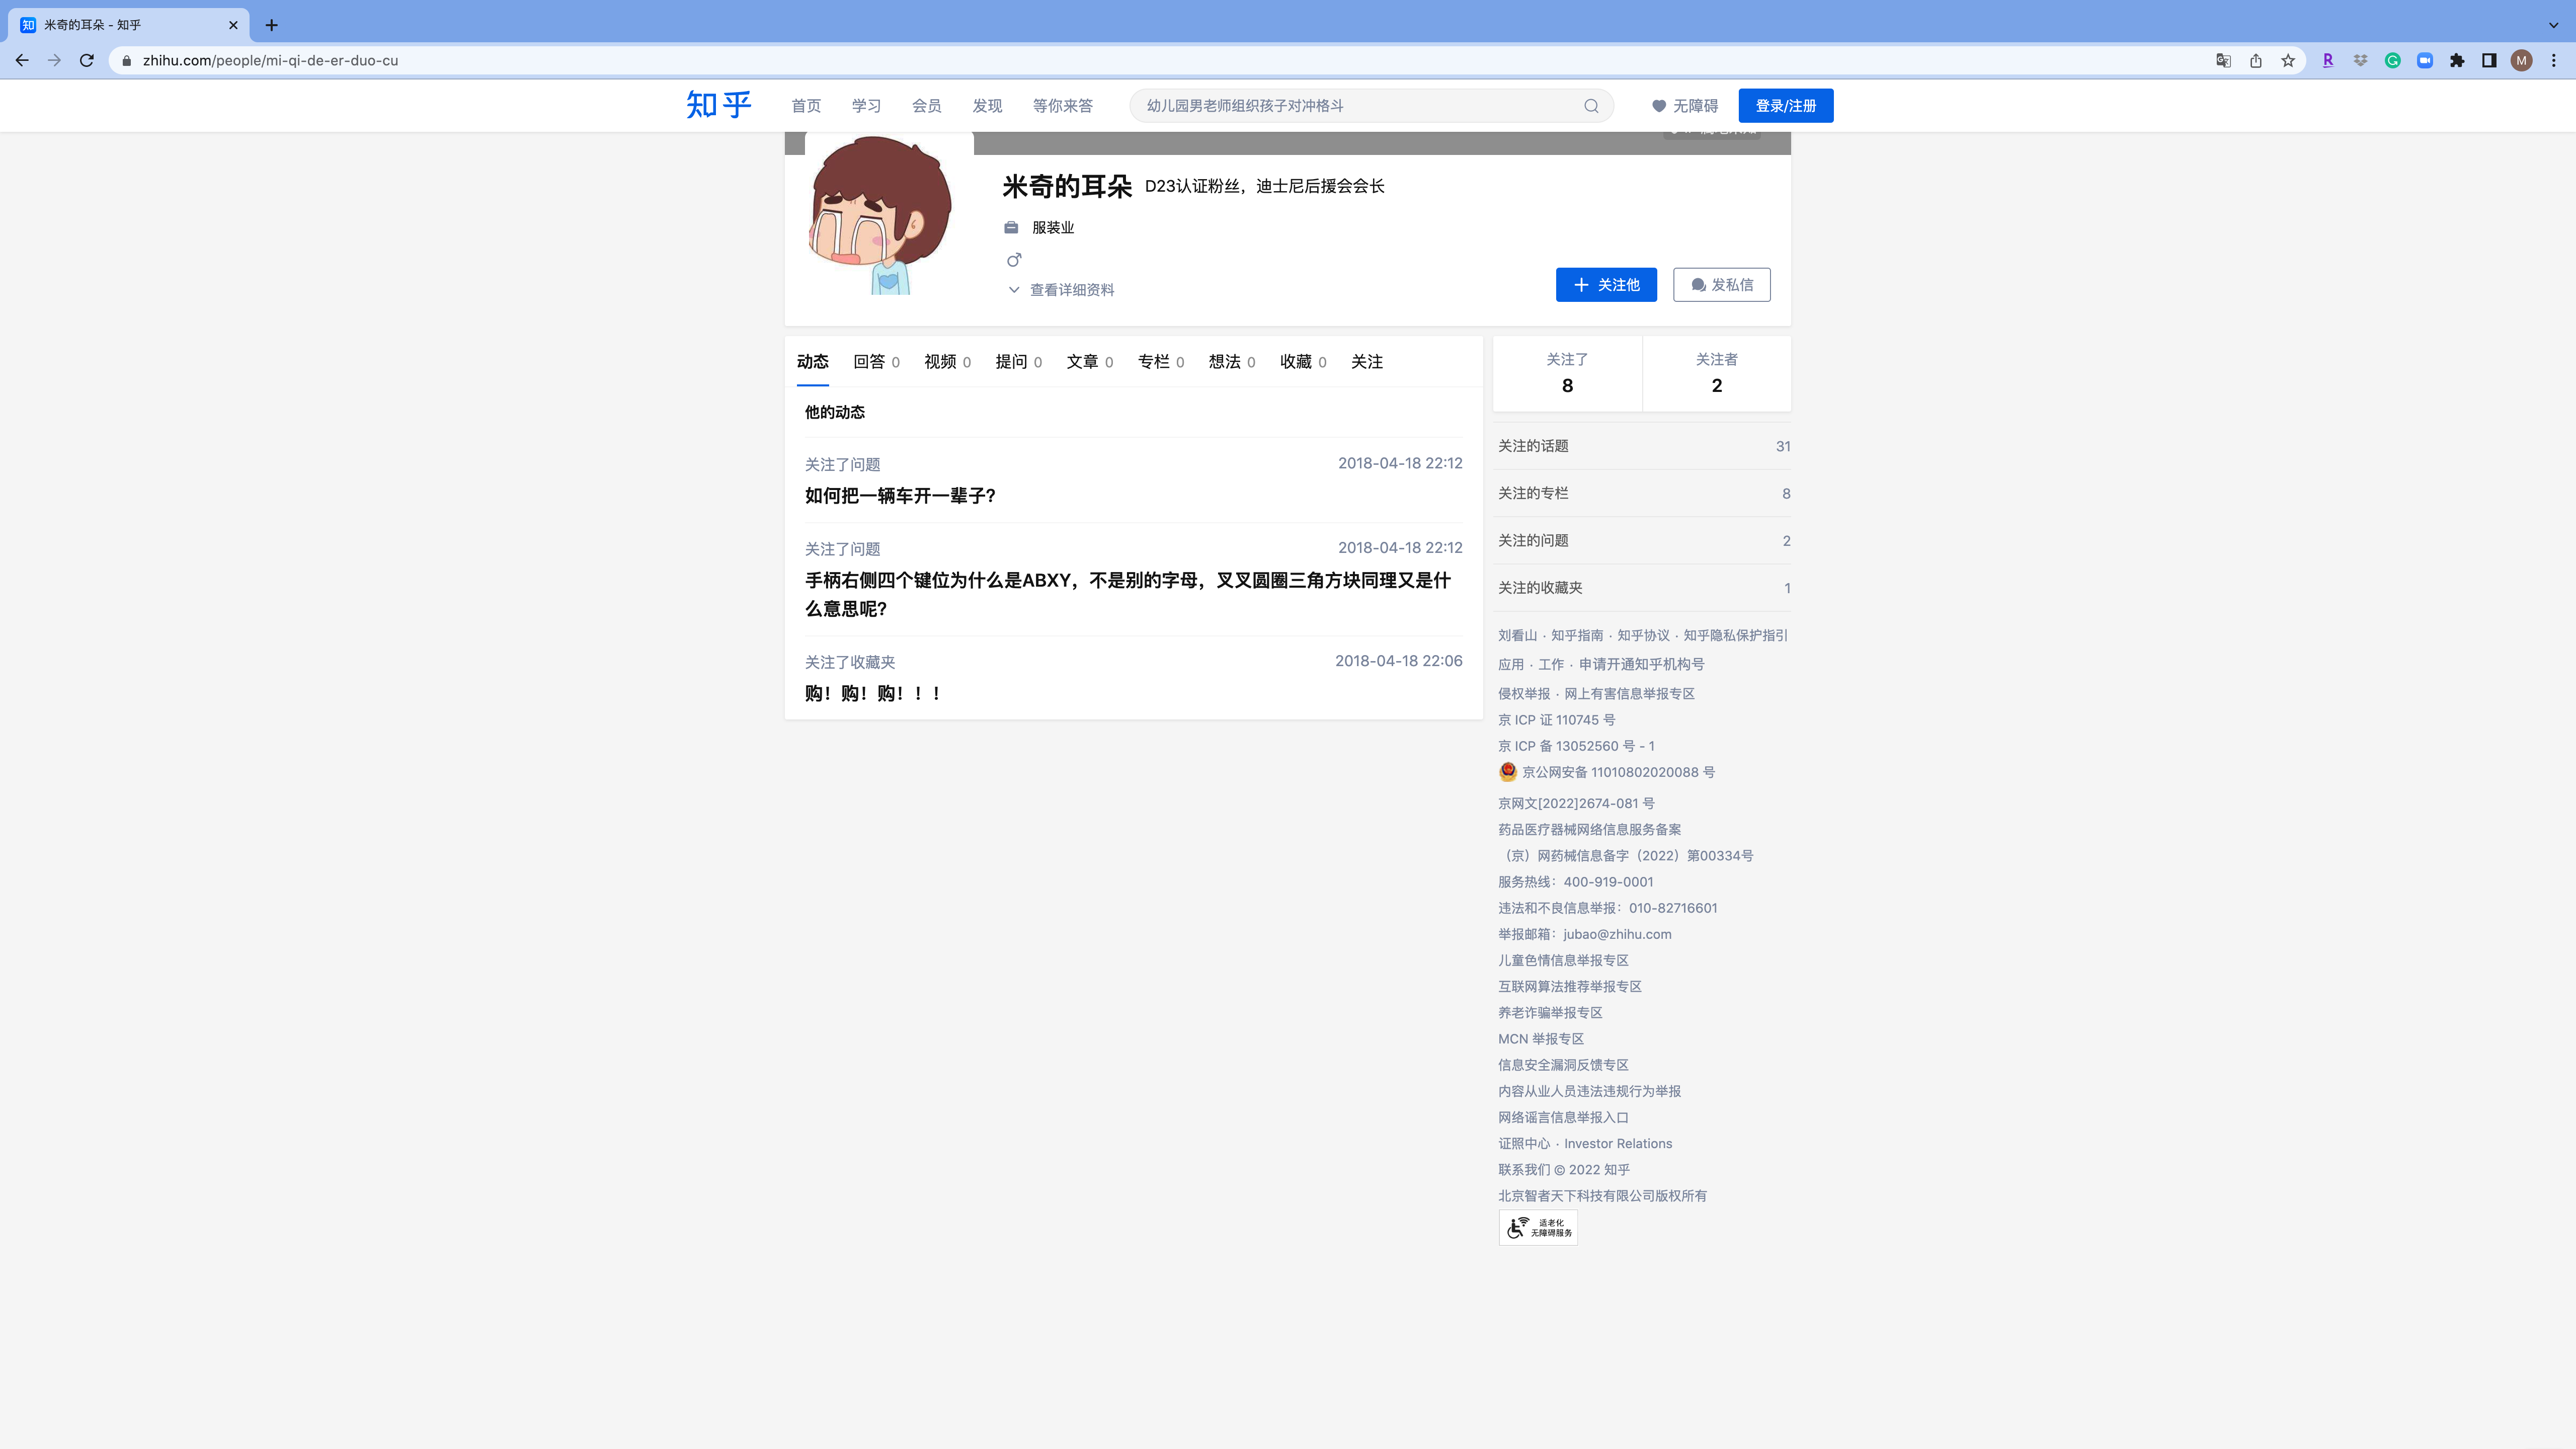 米奇的耳朵 - 知乎
zhihu.com/people/mi-qi-de-er-duo-cu
M
知乎
首页
学习
会员
发现
等你来答
幼儿园男老师组织孩子对冲格斗
无障碍
登录/注册
米奇的耳朵
D23认证粉丝，迪士尼后援会会长
服装业
查看详细资料
关注他
发私信
动态
回答 0
视频 0
提问 0
文章 0
专栏 0
想法 0
收藏 0
关注
他的动态
关注了问题
2018-04-18 22:12
如何把一辆车开一辈子?
关注了问题
2018-04-18 22:12
手柄右侧四个键位为什么是ABXY，不是别的字母，叉叉圆圈三角方块同理又是什
么意思呢?
关注了收藏夹
2018-04-18 22:06
购！购！购！！！
关注了
8
关注者
2
关注的话题
31
关注的专栏
8
关注的问题
2
关注的收藏夹
1
刘看山 · 知乎指南 · 知乎协议 · 知乎隐私保护指引
应用 · 工作 · 申请开通知乎机构号
侵权举报 · 网上有害信息举报专区
京 ICP 证 110745 号
京 ICP 备 13052560 号 - 1
京公网安备 11010802020088 号
京网文[2022]2674-081 号
药品医疗器械网络信息服务备案
（京）网药械信息备字（2022）第00334号
服务热线：400-919-0001
违法和不良信息举报：010-82716601
举报邮箱：jubao@zhihu.com
儿童色情信息举报专区
互联网算法推荐举报专区
养老诈骗举报专区
MCN 举报专区
信息安全漏洞反馈专区
内容从业人员违法违规行为举报
网络谣言信息举报入口
证照中心 · Investor Relations
联系我们 © 2022 知乎
北京智者天下科技有限公司版权所有
适老化
无障碍服务